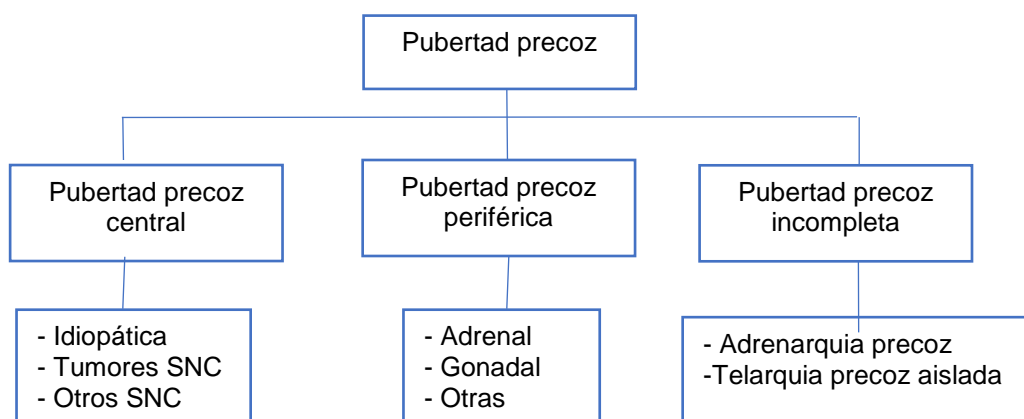 Pubertad precoz
Pubertad precoz
central
Pubertad precoz
periférica
Pubertad precoz
incompleta
- Idiopática
- Tumores SNC
- Otros SNC
- Adrenal
- Gonadal
- Otras
- Adrenarquia precoz
-Telarquia precoz aislada